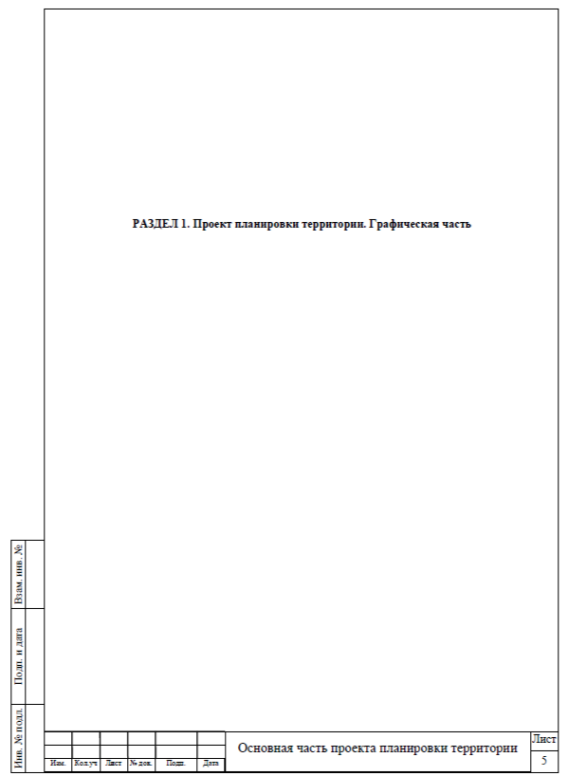 РАЗДЕЛ 1. Проект планировки территории. Графическая часть
Взам. инв. №
Подп. и дата
Инв. № подл.
Изм.
Кол.уч
Лист
№ док.
Подп.
Дата
Основная часть проекта планировки территории
Лист
5